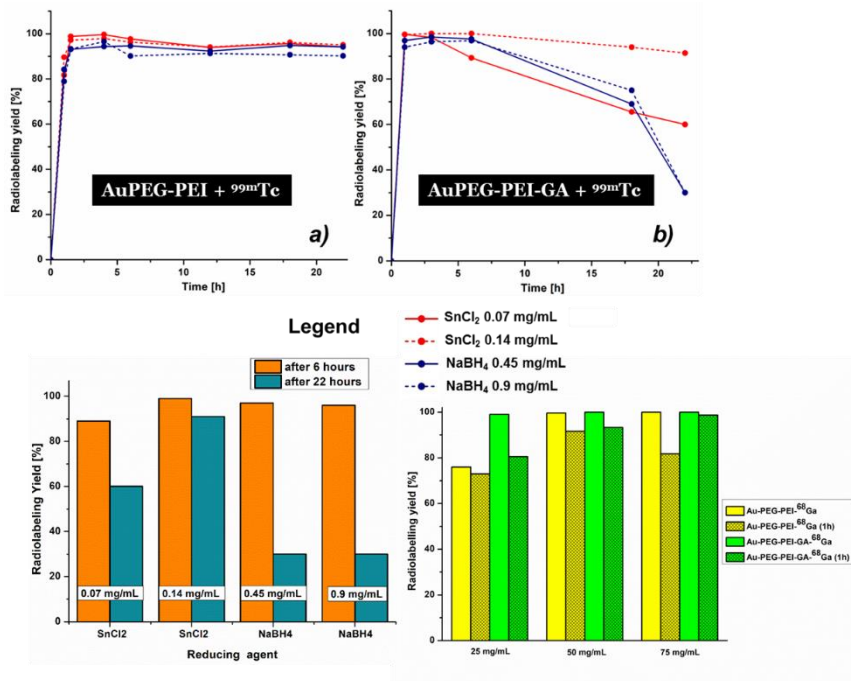 Radiolabeling yield [%]
100
80
60
40
20
0
AuPEG-PEI + ⁹⁹ᵐTc
a)
0 5 10 15 20
Time [h]
Radiolabeling yield [%]
100
80
60
40
20
0
AuPEG-PEI-GA + ⁹⁹ᵐTc
b)
0 5 10 15 20
Time [h]
Legend
SnCl₂ 0.07 mg/mL
SnCl₂ 0.14 mg/mL
NaBH₄ 0.45 mg/mL
NaBH₄ 0.9 mg/mL
after 6 hours
after 22 hours
Radiolabeling Yield [%]
100
80
60
40
20
0
0.07 mg/mL 0.14 mg/mL 0.45 mg/mL 0.9 mg/mL
SnCl2 SnCl2 NaBH4 NaBH4
Reducing agent
Radiolabelling yield [%]
100
80
60
40
20
0
Au-PEG-PEI-⁶⁸Ga
Au-PEG-PEI-⁶⁸Ga (1h)
Au-PEG-PEI-GA-⁶⁸Ga
Au-PEG-PEI-GA-⁶⁸Ga (1h)
25 mg/mL 50 mg/mL 75 mg/mL